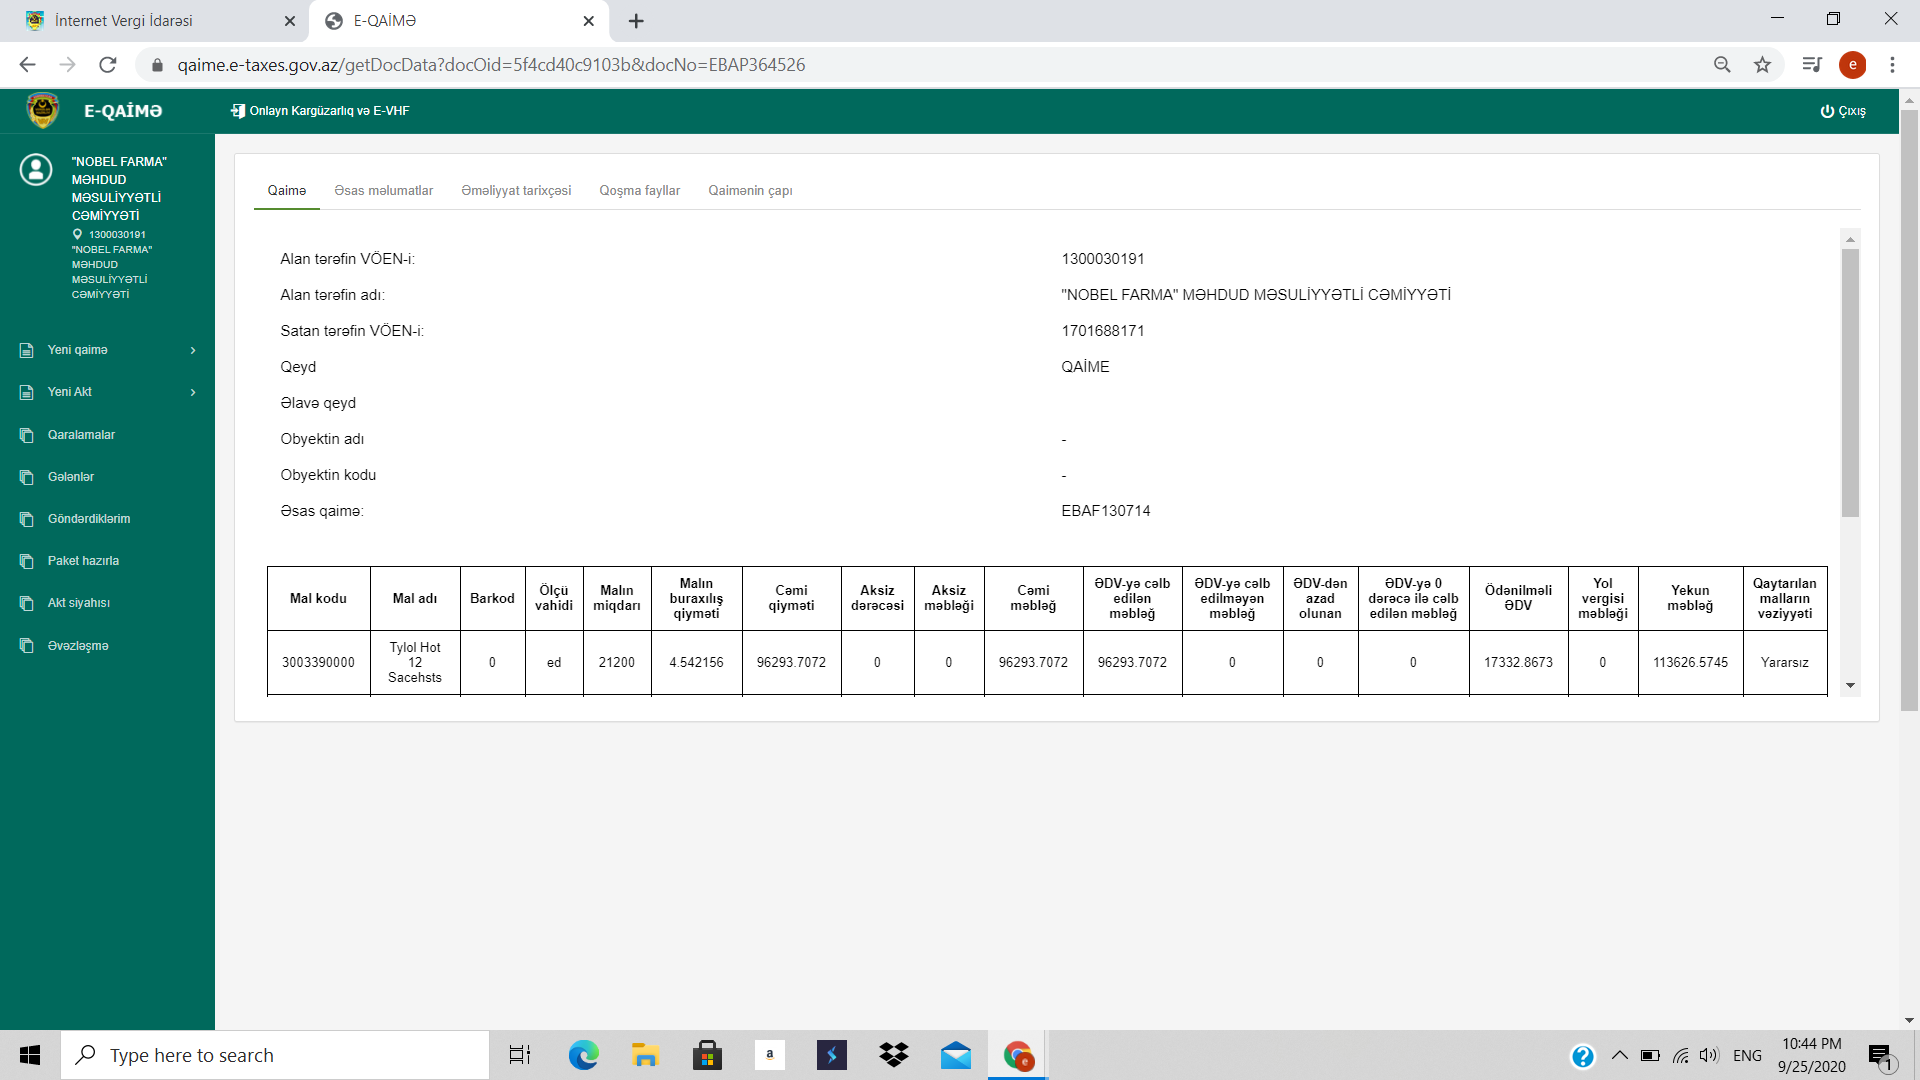 İnternet Vergi İdarəsi
E-QAİMƏ
qaime.e-taxes.gov.az/getDocData?docOid=5f4cd40c9103b&docNo=EBAP364526
e
E-QAİMƏ
Onlayn Kargüzarlıq və E-VHF
Çıxış
"NOBEL FARMA"
MƏHDUD
MƏSULİYYƏTLİ
CƏMİYYƏTİ
1300030191
"NOBEL FARMA"
MƏHDUD
MƏSULİYYƏTLİ
CƏMİYYƏTİ
Yeni qaimə
Yeni Akt
Qaralamalar
Gələnlər
Göndərdiklərim
Paket hazırla
Akt siyahısı
Əvəzləşmə
Qaimə Əsas məlumatlar Əməliyyat tarixçəsi Qoşma fayllar Qaimənin çapı
Alan tərəfin VÖEN-i: 1300030191
Alan tərəfin adı: "NOBEL FARMA" MƏHDUD MƏSULİYYƏTLİ CƏMİYYƏTİ
Satan tərəfin VÖEN-i: 1701688171
Qeyd QAİME
Əlavə qeyd
Obyektin adı -
Obyektin kodu -
Əsas qaimə: EBAF130714
Mal kodu
Mal adı
Barkod
Ölçü
vahidi
Malın
miqdarı
Malın
buraxılış
qiyməti
Cəmi
qiyməti
Aksiz
dərəcəsi
Aksiz
məbləği
Cəmi
məbləğ
ƏDV-yə cəlb
edilən
məbləğ
ƏDV-yə cəlb
edilməyən
məbləğ
ƏDV-dən
azad
olunan
ƏDV-yə 0
dərəcə ilə cəlb
edilən məbləğ
Ödənilməli
ƏDV
Yol
vergisi
məbləği
Yekun
məbləğ
Qaytarılan
malların
vəziyyəti
3003390000
Tylol Hot
12
Sacehsts
0
ed
21200
4.542156
96293.7072
0
0
96293.7072
96293.7072
0
0
0
17332.8673
0
113626.5745
Yararsız
Type here to search
a
e
?
ENG
10:44 PM
9/25/2020
1